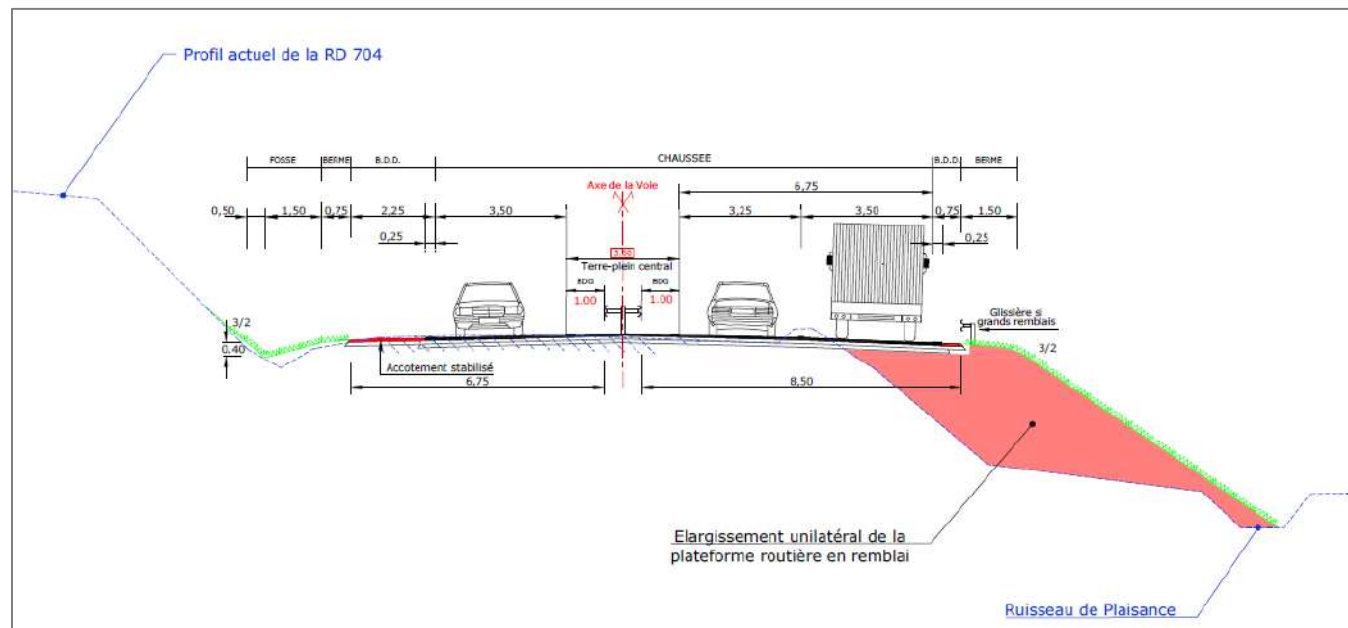 Profil actuel de la RD 704
FOSSE
BERME
B.D.D.
CHAUSSEE
B.D.D.
BERME
Axe de la Voie
6,75
0,50
1,50
0,75
2,25
3,50
3,25
3,50
0,75
1,50
0,25
0,25
3.00
Terre-plein central
BDG
BDG
1.00
1.00
3/2
0.40
Glissière si
grands remblais
3/2
Accotement stabilisé
6,75
8,50
Elargissement unilatéral de la
plateforme routière en remblai
Ruisseau de Plaisance